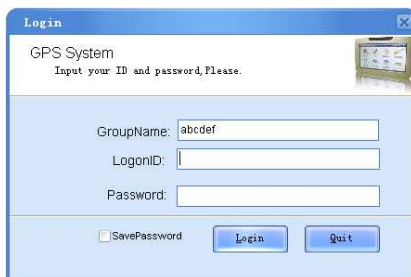 Login
GPS System
Input your ID and password,Please.
GroupName: abcdef
LogonID:
Password:
SavePassword Login Quit